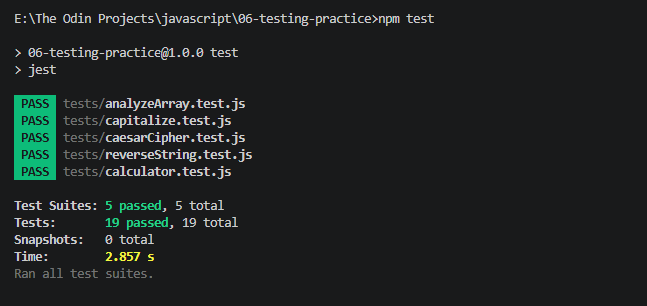 E:\The Odin Projects\javascript\06-testing-practice>npm test
> 06-testing-practice@1.0.0 test
> jest
PASS tests/analyzeArray.test.js
PASS tests/capitalize.test.js
PASS tests/caesarCipher.test.js
PASS tests/reverseString.test.js
PASS tests/calculator.test.js
Test Suites: 5 passed, 5 total
Tests: 19 passed, 19 total
Snapshots: 0 total
Time: 2.857 s
Ran all test suites.